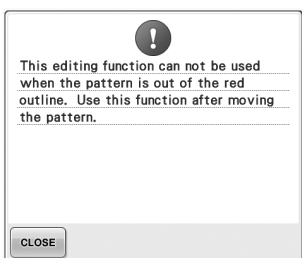 This editing function can not be used
when the pattern is out of the red
outline.  Use this function after moving
the pattern.
CLOSE